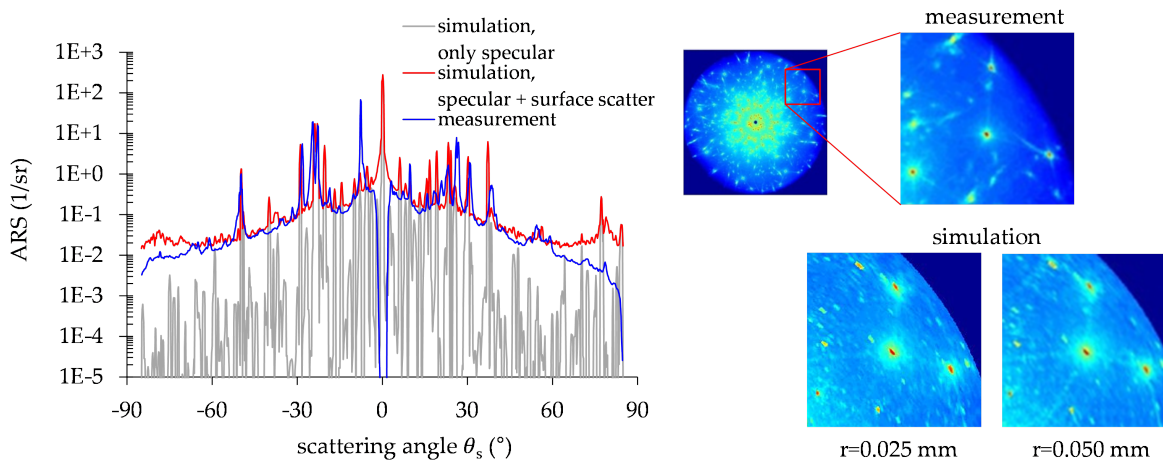 simulation,
only specular
simulation,
specular + surface scatter
measurement
1E+3
1E+2
1E+1
1E+0
1E-1
1E-2
1E-3
1E-4
1E-5
ARS (1/sr)
-90
-60
-30
0
30
60
90
scattering angle θs (°)
measurement
simulation
r=0.025 mm
r=0.050 mm